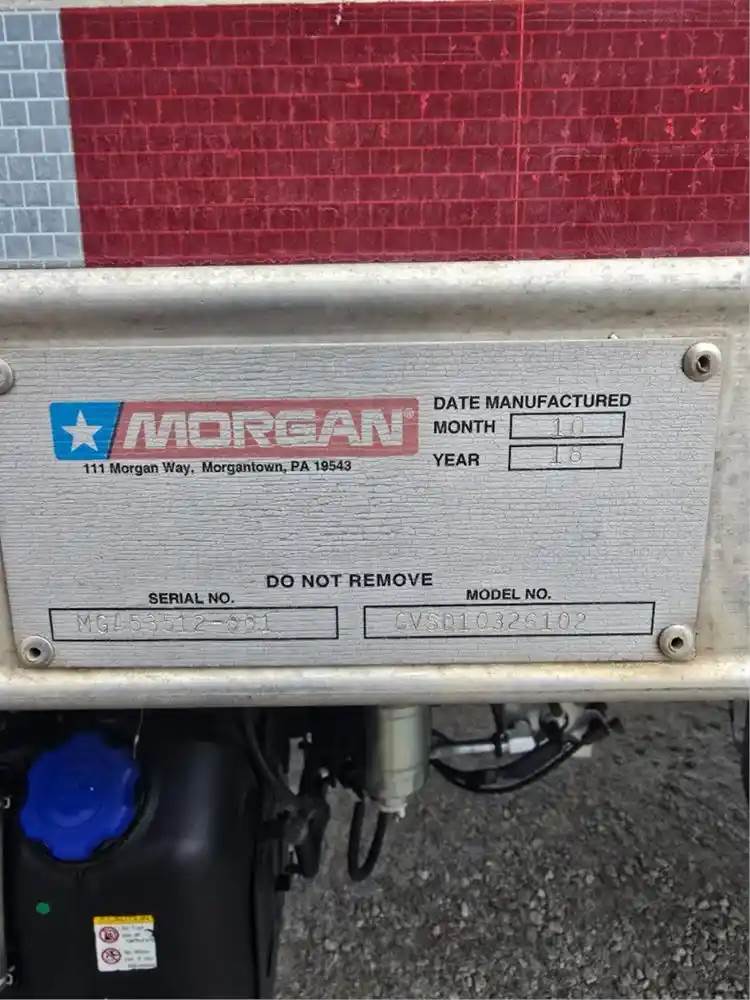 MORGAN®
111 Morgan Way, Morgantown, PA 19543
DATE MANUFACTURED
MONTH 10
YEAR 18
DO NOT REMOVE
SERIAL NO.
MODEL NO.
GVSD10326102